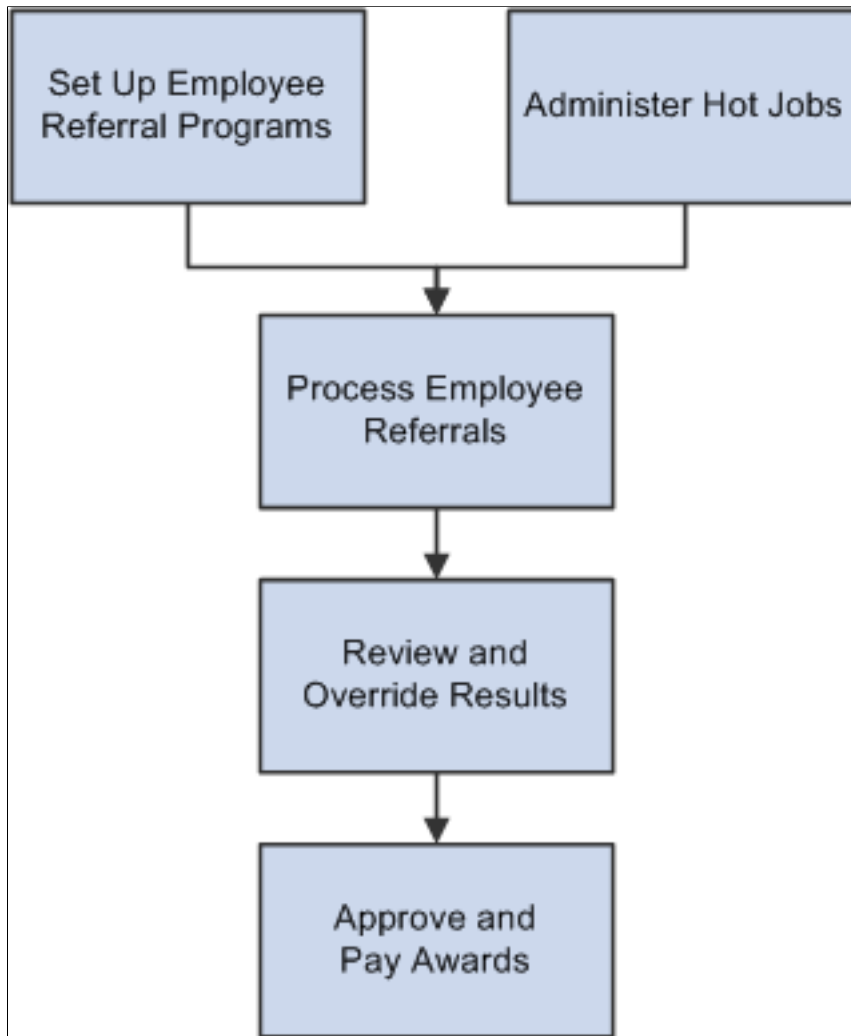 Set Up Employee
Referral Programs
Administer Hot Jobs
Process Employee
Referrals
Review and
Override Results
Approve and
Pay Awards